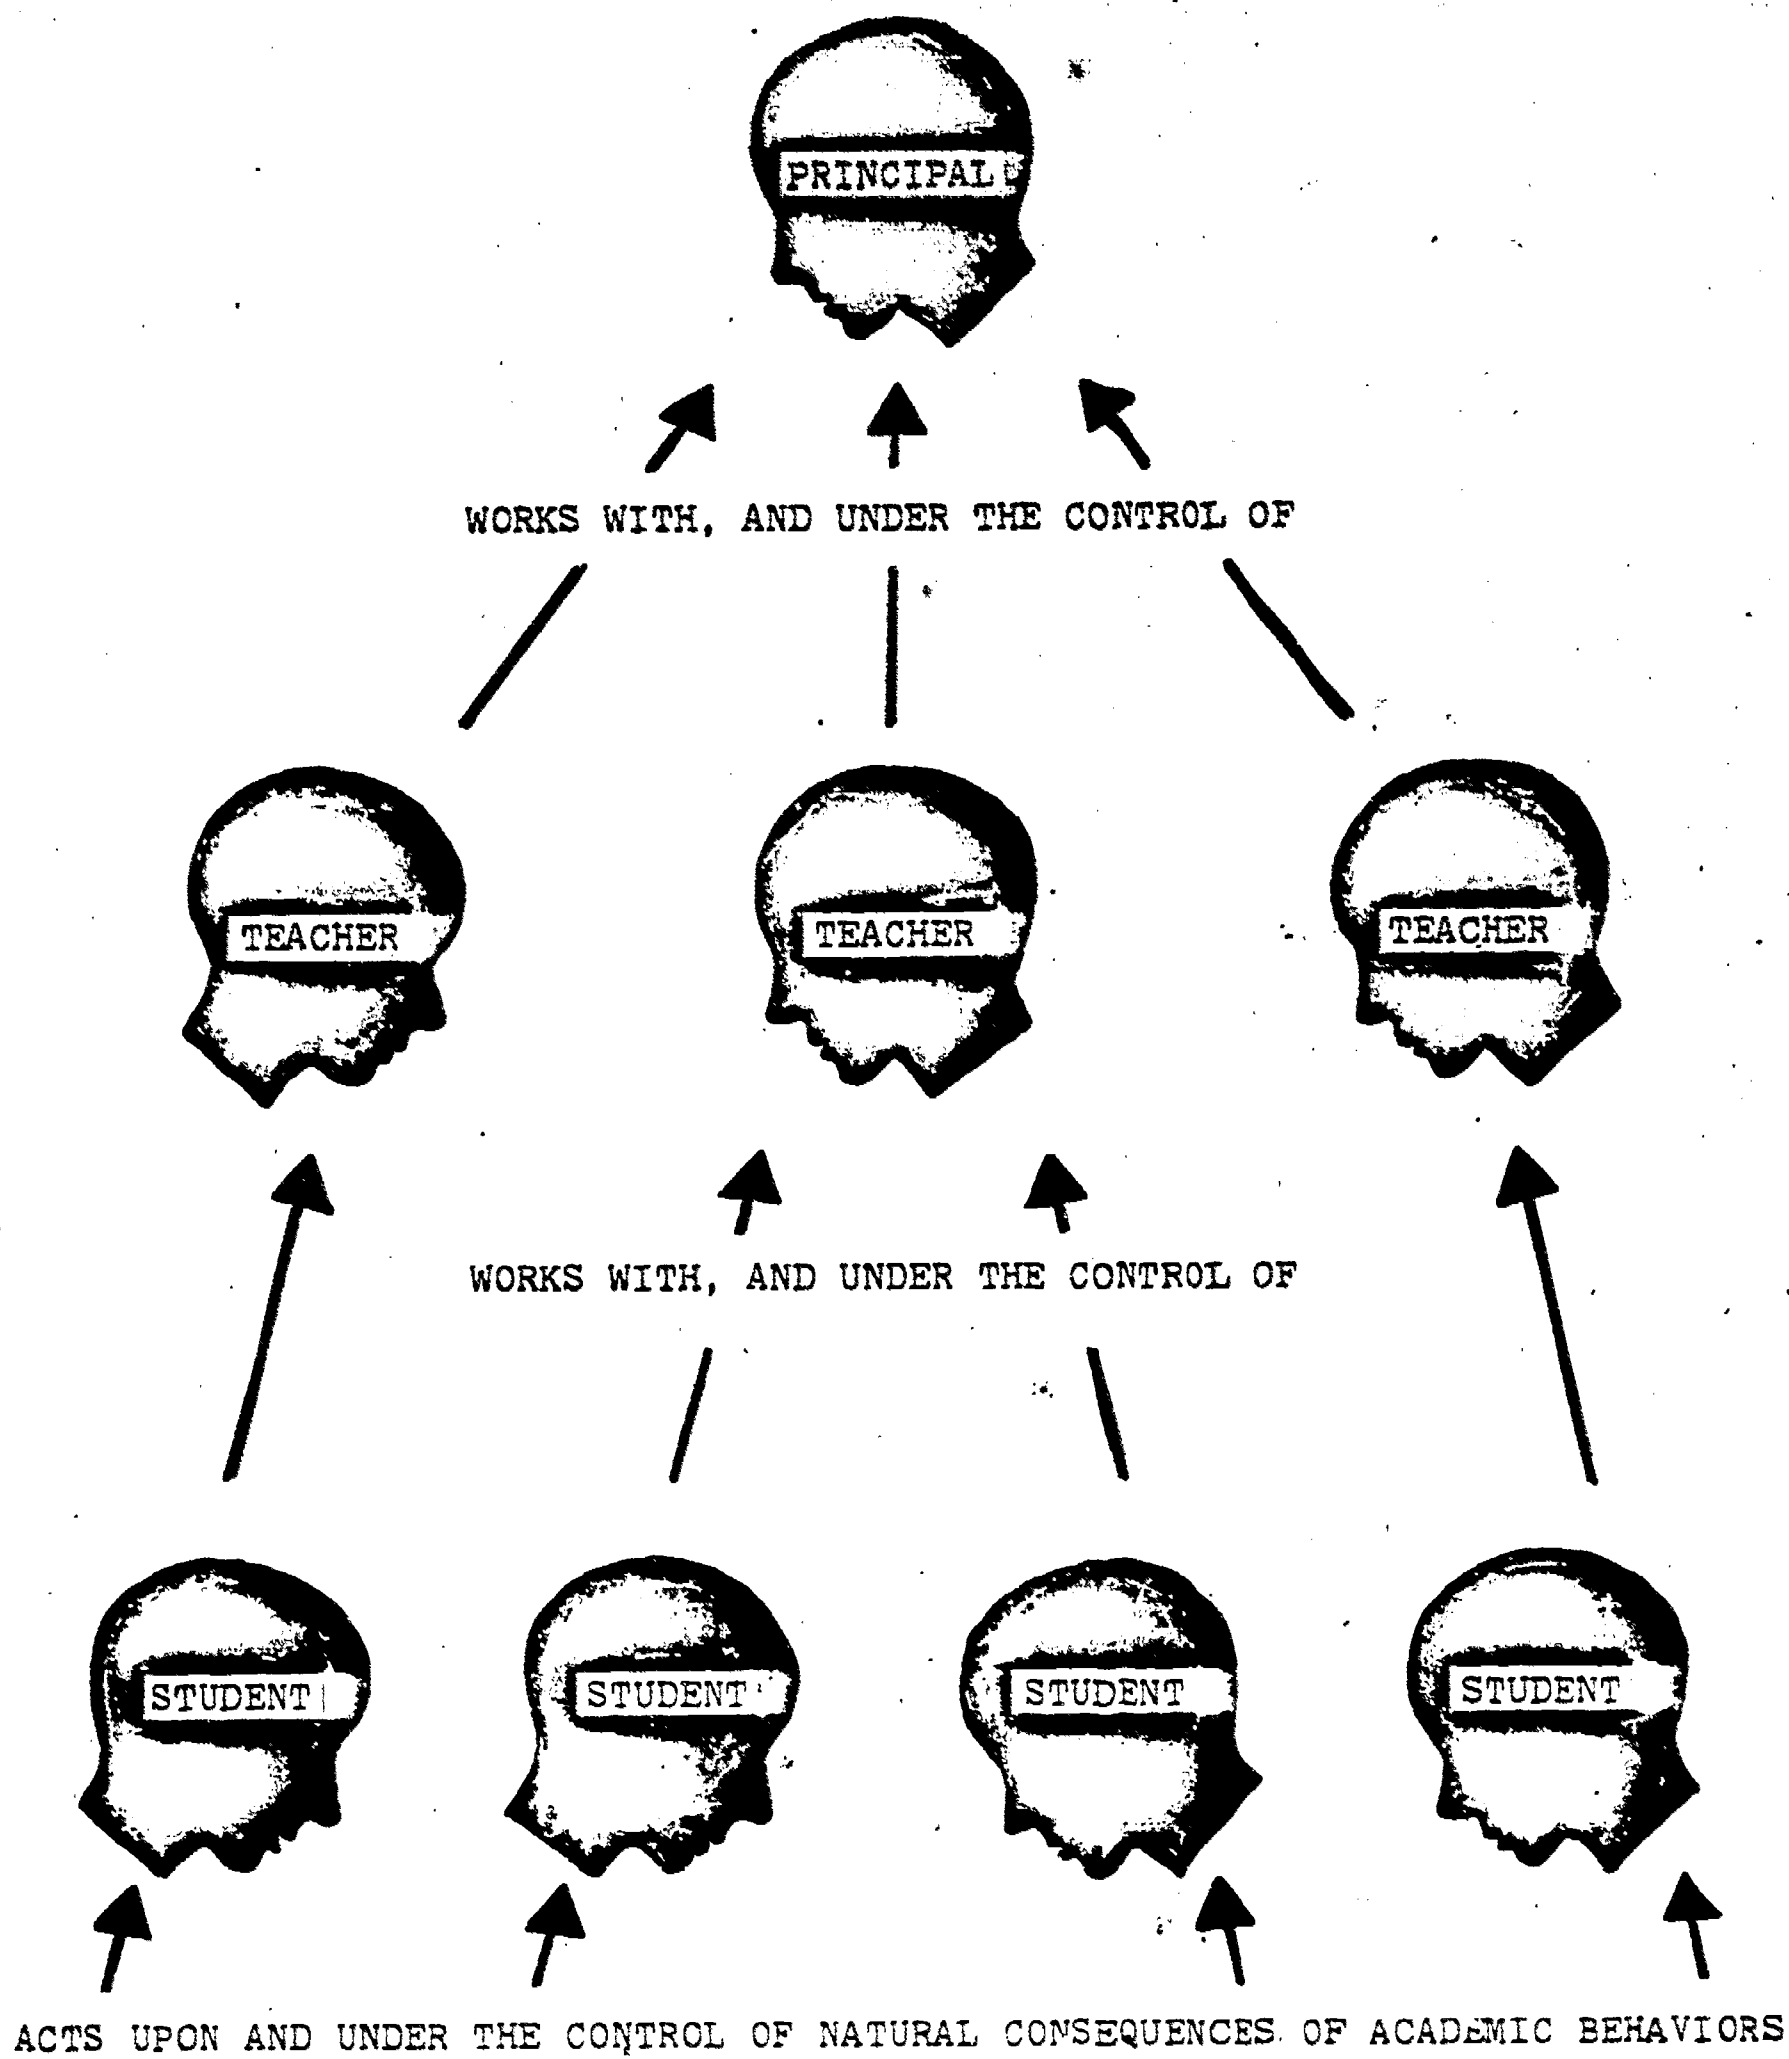 PRINCIPAL
WORKS WITH, AND UNDER THE CONTROL OF
TEACHER TEACHER TEACHER
WORKS WITH, AND UNDER THE CONTROL OF
STUDENT STUDENT STUDENT STUDENT
ACTS UPON AND UNDER THE CONTROL OF NATURAL CONSEQUENCES OF ACADEMIC BEHAVIORS